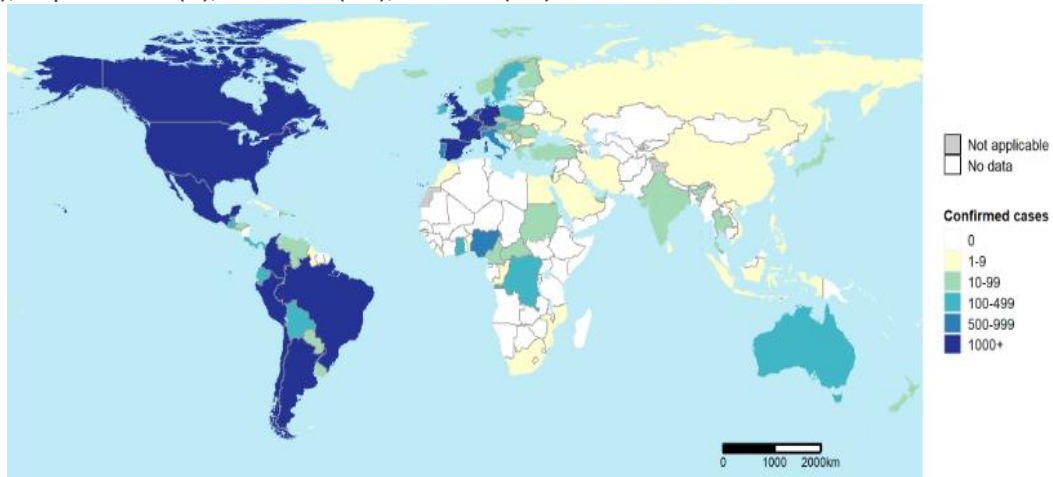 Not applicable
No data
Confirmed cases
0
1-9
10-99
100-499
500-999
1000+
0 1000 2000km